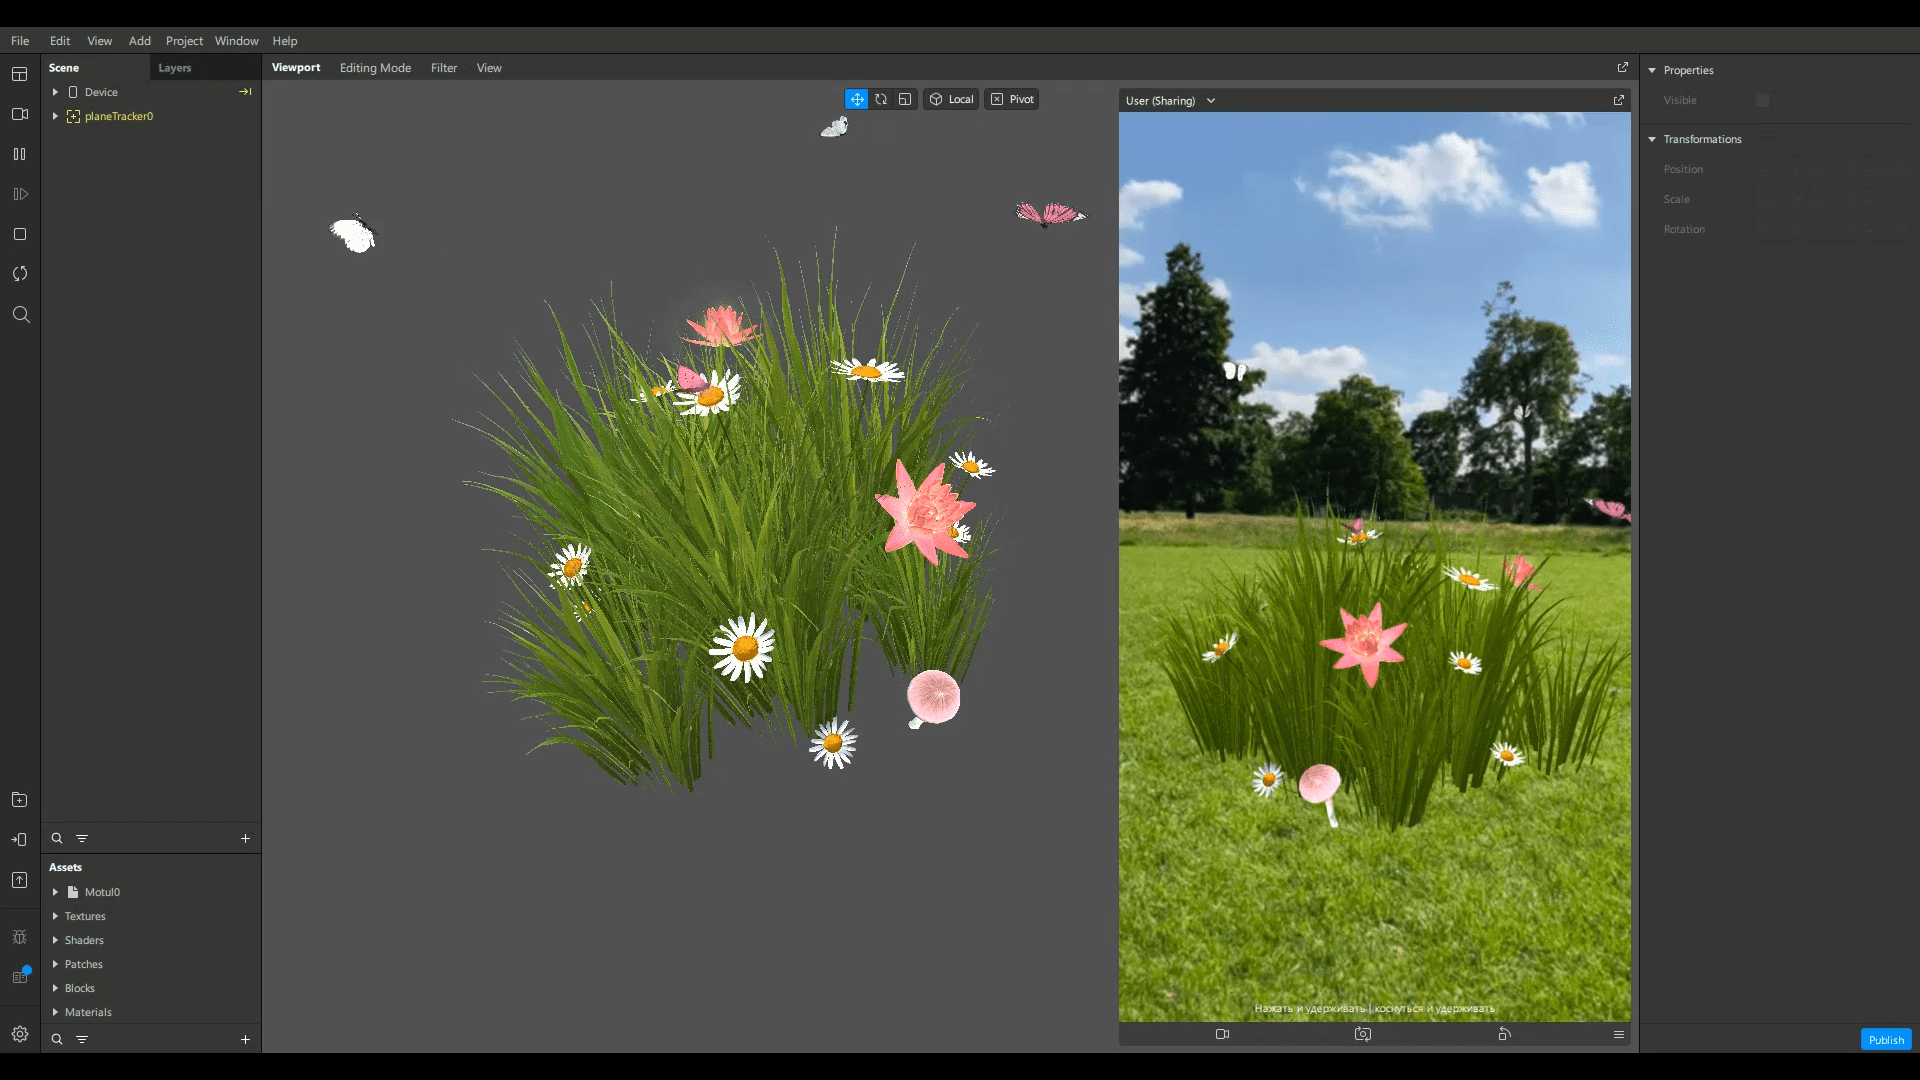 File Edit View Add Project Window Help
Scene Layers
Device
planeTracker0
Viewport Editing Mode Filter View
Local Pivot
User (Sharing)
Нажать и удерживать | коснуться и удерживать
Assets
Motul0
Textures
Shaders
Patches
Blocks
Materials
Properties
Visible
Transformations
Position
Scale
Rotation
Publish